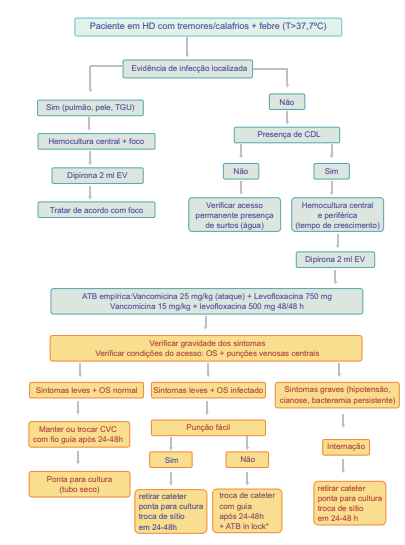 Paciente em HD com tremores/calafrios + febre (T>37,7ºC)
Evidência de infecção localizada
Sim (pulmão, pele, TGU)
Não
Hemocultura central + foco
Presença de CDL
Dipirona 2 ml EV
Não
Sim
Tratar de acordo com foco
Verificar acesso
permanente presença
de surtos (água)
Hemocultura central
e periférica
(tempo de crescimento)
Dipirona 2 ml EV
ATB empírica:Vancomicina 25 mg/kg (ataque) + Levofloxacina 750 mg
Vancomicina 15 mg/kg + levofloxacina 500 mg 48/48 h
Verificar gravidade dos sintomas
Verificar condições do acesso: OS + punções venosas centrais
Sintomas leves + OS normal
Sintomas leves + OS infectado
Sintomas graves (hipotensão,
cianose, bacteremia persistente)
Manter ou trocar CVC
com fio guia após 24-48h
Punção fácil
Internação
Sim
Não
Ponta para cultura
(tubo seco)
retirar cateter
ponta para cultura
troca de sítio
em 24-48h
troca de cateter
com guia
após 24-48h
+ ATB in lock*
retirar cateter
ponta para cultura
troca de sítio
em 24-48 h